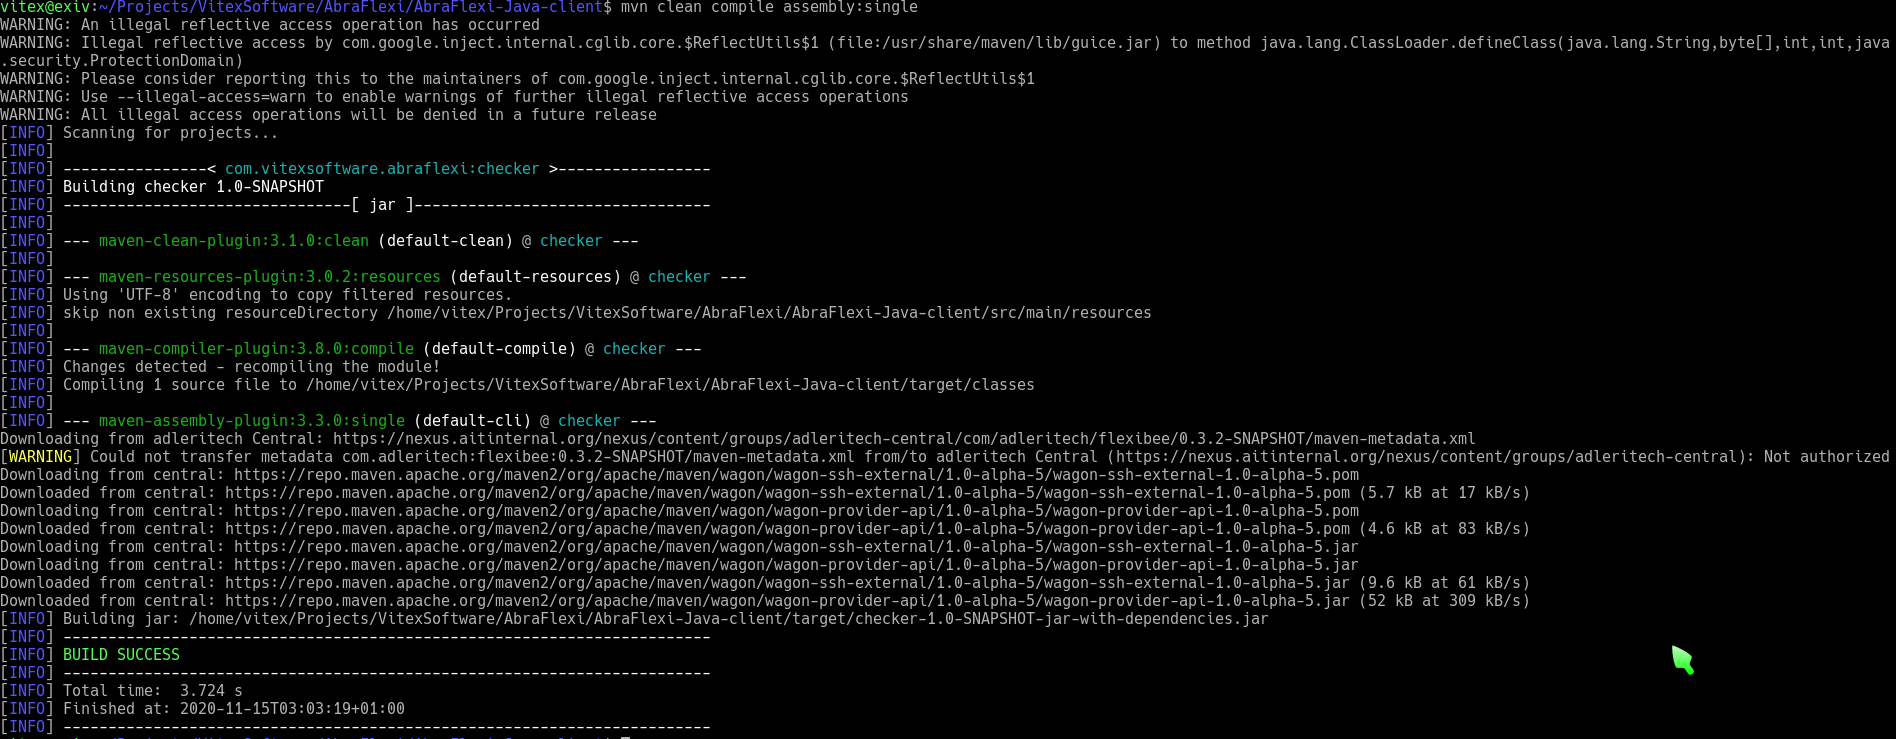 vitex@exiv:~/Projects/VitexSoftware/AbraFlexi/AbraFlexi-Java-client$ mvn clean compile assembly:single
WARNING: An illegal reflective access operation has occurred
WARNING: Illegal reflective access by com.google.inject.internal.cglib.core.$ReflectUtils$1 (file:/usr/share/maven/lib/guice.jar) to method java.lang.ClassLoader.defineClass(java.lang.String,byte[],int,int,java
.security.ProtectionDomain)
WARNING: Please consider reporting this to the maintainers of com.google.inject.internal.cglib.core.$ReflectUtils$1
WARNING: Use --illegal-access=warn to enable warnings of further illegal reflective access operations
WARNING: All illegal access operations will be denied in a future release
[INFO] Scanning for projects...
[INFO]
[INFO] ----------------< com.vitexsoftware.abraflexi:checker >-----------------
[INFO] Building checker 1.0-SNAPSHOT
[INFO] --------------------------------[ jar ]---------------------------------
[INFO]
[INFO] --- maven-clean-plugin:3.1.0:clean (default-clean) @ checker ---
[INFO]
[INFO] --- maven-resources-plugin:3.0.2:resources (default-resources) @ checker ---
[INFO] Using 'UTF-8' encoding to copy filtered resources.
[INFO] skip non existing resourceDirectory /home/vitex/Projects/VitexSoftware/AbraFlexi/AbraFlexi-Java-client/src/main/resources
[INFO]
[INFO] --- maven-compiler-plugin:3.8.0:compile (default-compile) @ checker ---
[INFO] Changes detected - recompiling the module!
[INFO] Compiling 1 source file to /home/vitex/Projects/VitexSoftware/AbraFlexi/AbraFlexi-Java-client/target/classes
[INFO]
[INFO] --- maven-assembly-plugin:3.3.0:single (default-cli) @ checker ---
Downloading from adleritech Central: https://nexus.aitinternal.org/nexus/content/groups/adleritech-central/com/adleritech/flexibee/0.3.2-SNAPSHOT/maven-metadata.xml
[WARNING] Could not transfer metadata com.adleritech:flexibee:0.3.2-SNAPSHOT/maven-metadata.xml from/to adleritech Central (https://nexus.aitinternal.org/nexus/content/groups/adleritech-central): Not authorized
Downloading from central: https://repo.maven.apache.org/maven2/org/apache/maven/wagon/wagon-ssh-external/1.0-alpha-5/wagon-ssh-external-1.0-alpha-5.pom
Downloaded from central: https://repo.maven.apache.org/maven2/org/apache/maven/wagon/wagon-ssh-external/1.0-alpha-5/wagon-ssh-external-1.0-alpha-5.pom (5.7 kB at 17 kB/s)
Downloading from central: https://repo.maven.apache.org/maven2/org/apache/maven/wagon/wagon-provider-api/1.0-alpha-5/wagon-provider-api-1.0-alpha-5.pom
Downloaded from central: https://repo.maven.apache.org/maven2/org/apache/maven/wagon/wagon-provider-api/1.0-alpha-5/wagon-provider-api-1.0-alpha-5.pom (4.6 kB at 83 kB/s)
Downloading from central: https://repo.maven.apache.org/maven2/org/apache/maven/wagon/wagon-ssh-external/1.0-alpha-5/wagon-ssh-external-1.0-alpha-5.jar
Downloading from central: https://repo.maven.apache.org/maven2/org/apache/maven/wagon/wagon-provider-api/1.0-alpha-5/wagon-provider-api-1.0-alpha-5.jar
Downloaded from central: https://repo.maven.apache.org/maven2/org/apache/maven/wagon/wagon-ssh-external/1.0-alpha-5/wagon-ssh-external-1.0-alpha-5.jar (9.6 kB at 61 kB/s)
Downloaded from central: https://repo.maven.apache.org/maven2/org/apache/maven/wagon/wagon-provider-api/1.0-alpha-5/wagon-provider-api-1.0-alpha-5.jar (52 kB at 309 kB/s)
[INFO] Building jar: /home/vitex/Projects/VitexSoftware/AbraFlexi/AbraFlexi-Java-client/target/checker-1.0-SNAPSHOT-jar-with-dependencies.jar
[INFO] ------------------------------------------------------------------------
[INFO] BUILD SUCCESS
[INFO] ------------------------------------------------------------------------
[INFO] Total time:  3.724 s
[INFO] Finished at: 2020-11-15T03:03:19+01:00
[INFO] ------------------------------------------------------------------------